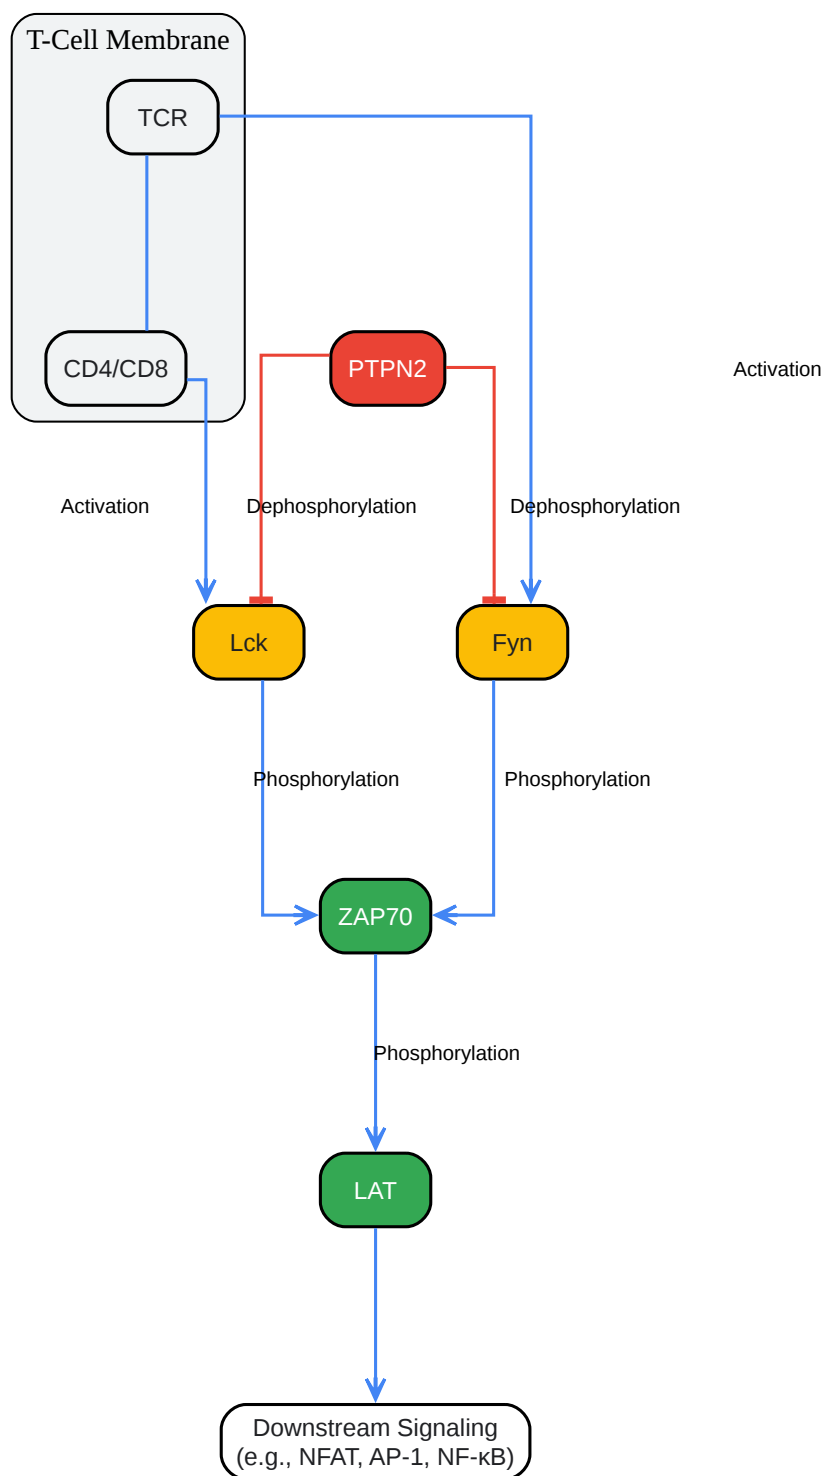 T-Cell Membrane
TCR
CD4/CD8
PTPN2
Activation
Activation
Dephosphorylation
Dephosphorylation
Lck
Fyn
Phosphorylation
Phosphorylation
ZAP70
Phosphorylation
LAT
Downstream Signaling
(e.g., NFAT, AP-1, NF-κB)